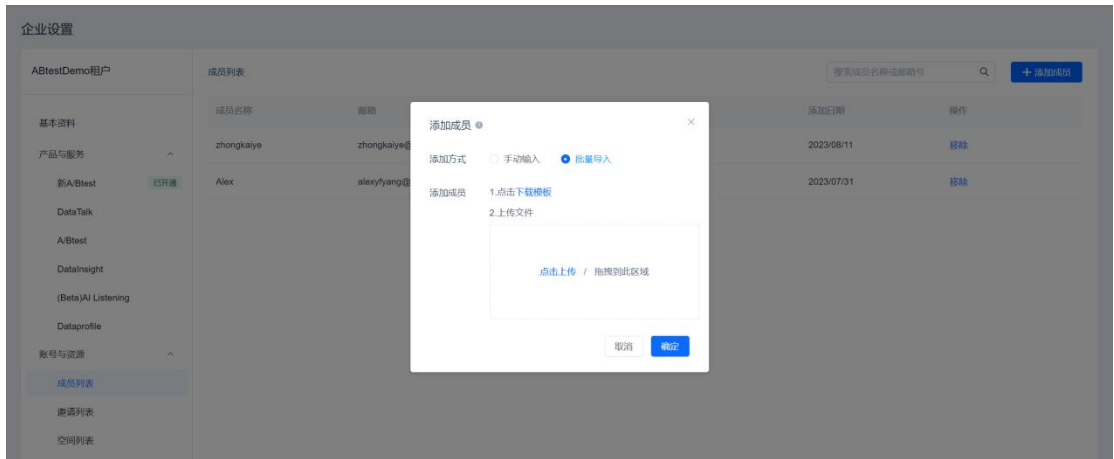 企业设置
ABtestDemo租户
成员列表
搜索成员名称或邮箱号
+ 添加成员
成员名称 邮箱 添加日期 操作
zhongkaiye zhongkaiye@ 2023/08/11 移除
Alex alexyfyang@ 2023/07/31 移除
基本资料
产品与服务
新A/Btest 已开通
DataTalk
A/Btest
DataInsight
(Beta)AI Listening
Dataprofile
账号与资源
成员列表
邀请列表
空间列表
添加成员
添加方式 手动输入 批量导入
添加成员 1.点击下载模板
2.上传文件
点击上传 / 拖拽到此区域
取消 确定